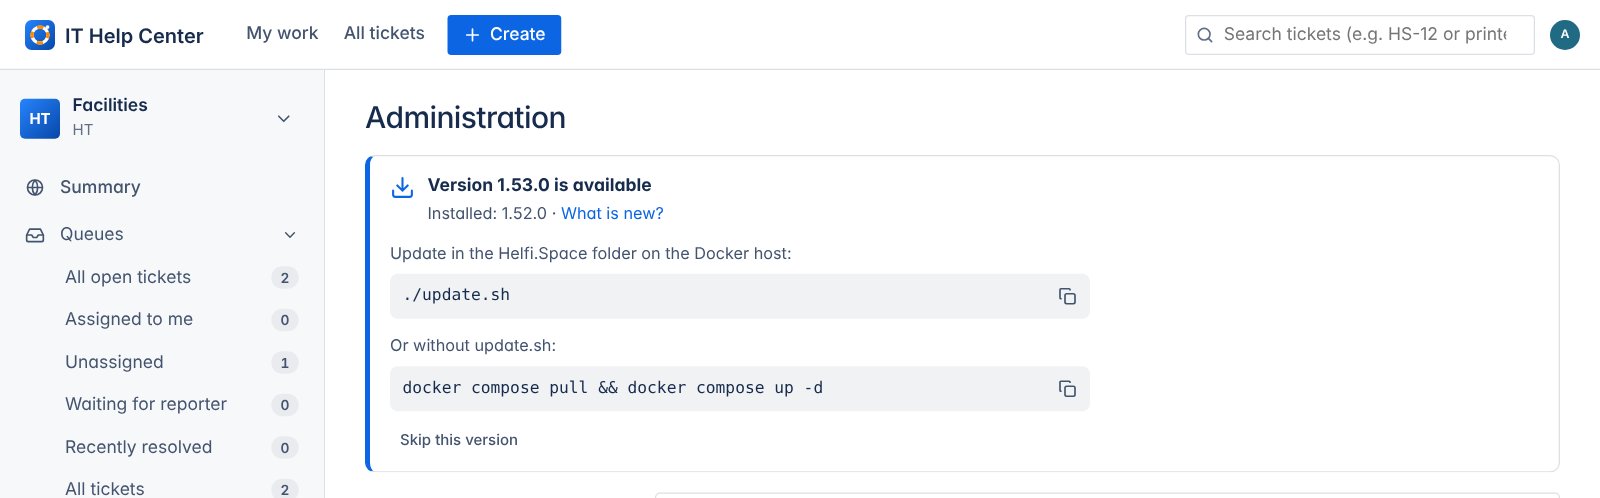 IT Help Center
My work
All tickets
Create
Search tickets (e.g. HS-12 or printe
A
HT
Facilities
HT
Summary
Queues
All open tickets 2
Assigned to me 0
Unassigned 1
Waiting for reporter 0
Recently resolved 0
All tickets 2
Administration
Version 1.53.0 is available
Installed: 1.52.0 · What is new?
Update in the Helfi.Space folder on the Docker host:
./update.sh
Or without update.sh:
docker compose pull && docker compose up -d
Skip this version